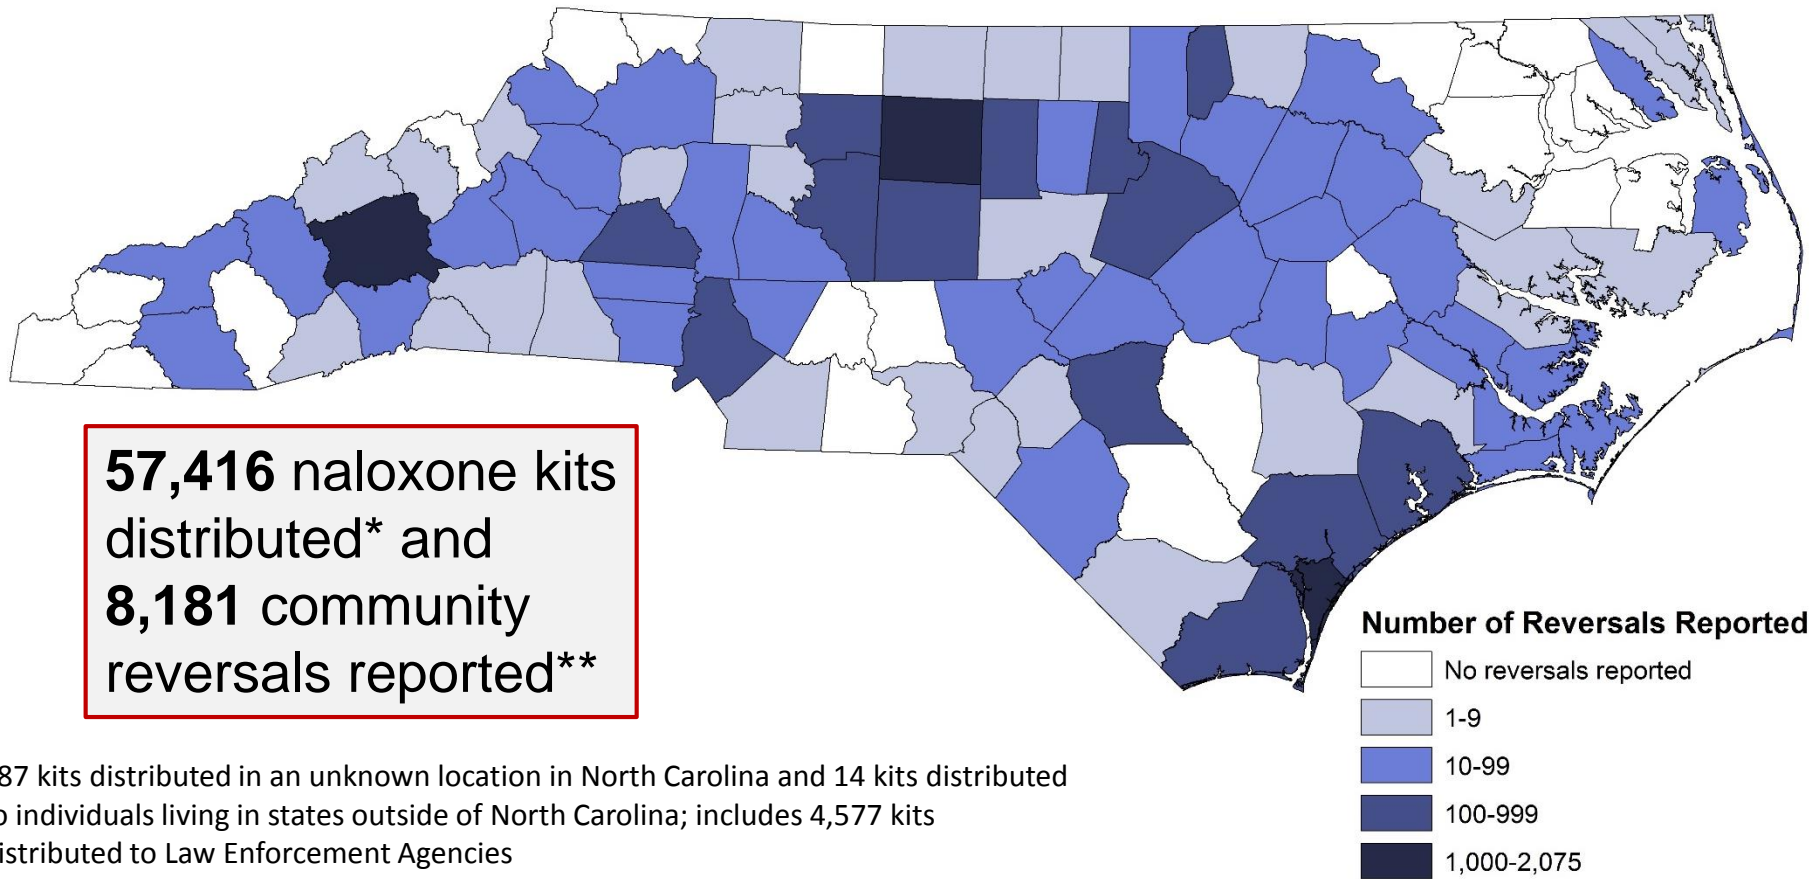 57,416 naloxone kits
distributed* and
8,181 community
reversals reported**
Number of Reversals Reported
No reversals reported
1-9
10-99
100-999
1,000-2,075
87 kits distributed in an unknown location in North Carolina and 14 kits distributed
individuals living in states outside of North Carolina; includes 4,577 kits
istributed to Law Enforcement Agencies